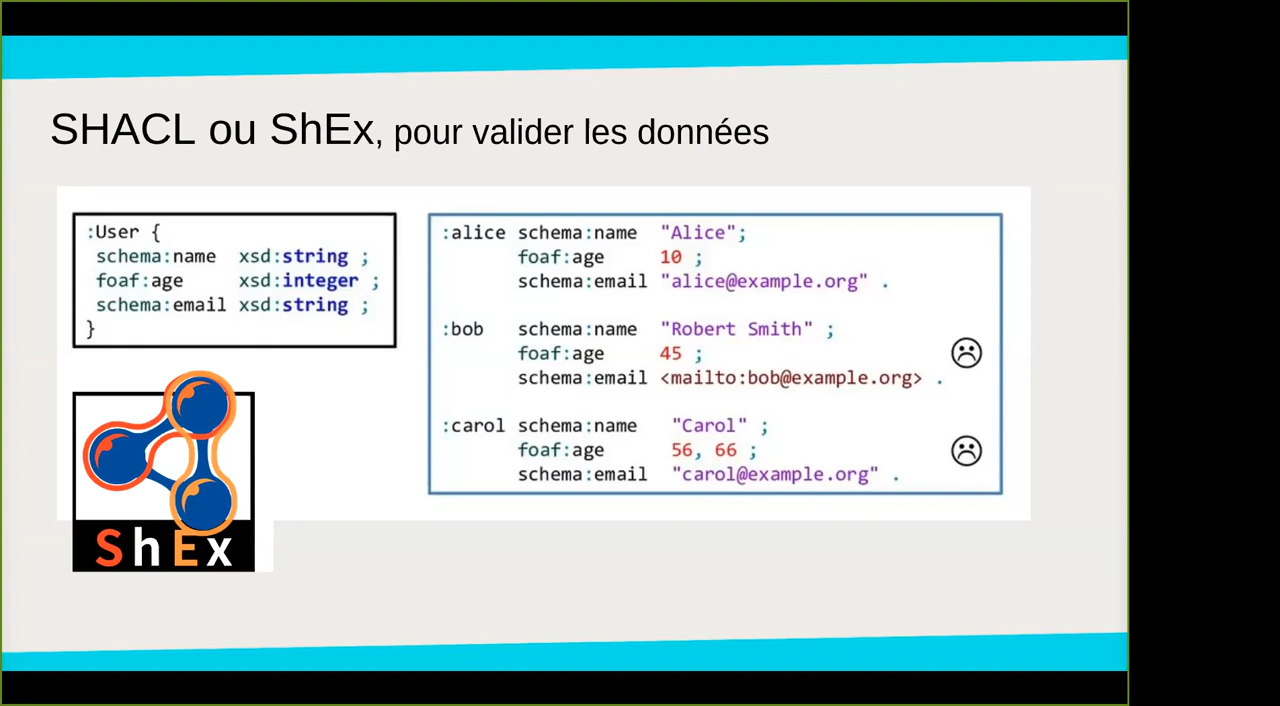 SHACL ou ShEx, pour valider les données
:User {
schema:name xsd:string ;
foaf:age xsd:integer ;
schema:email xsd:string ;
}
:alice schema:name "Alice";
foaf:age 10 ;
schema:email "alice@example.org" .
:bob schema:name "Robert Smith" ;
foaf:age 45 ;
schema:email <mailto:bob@example.org> .
:carol schema:name "Carol" ;
foaf:age 56, 66 ;
schema:email "carol@example.org" .
ShEx